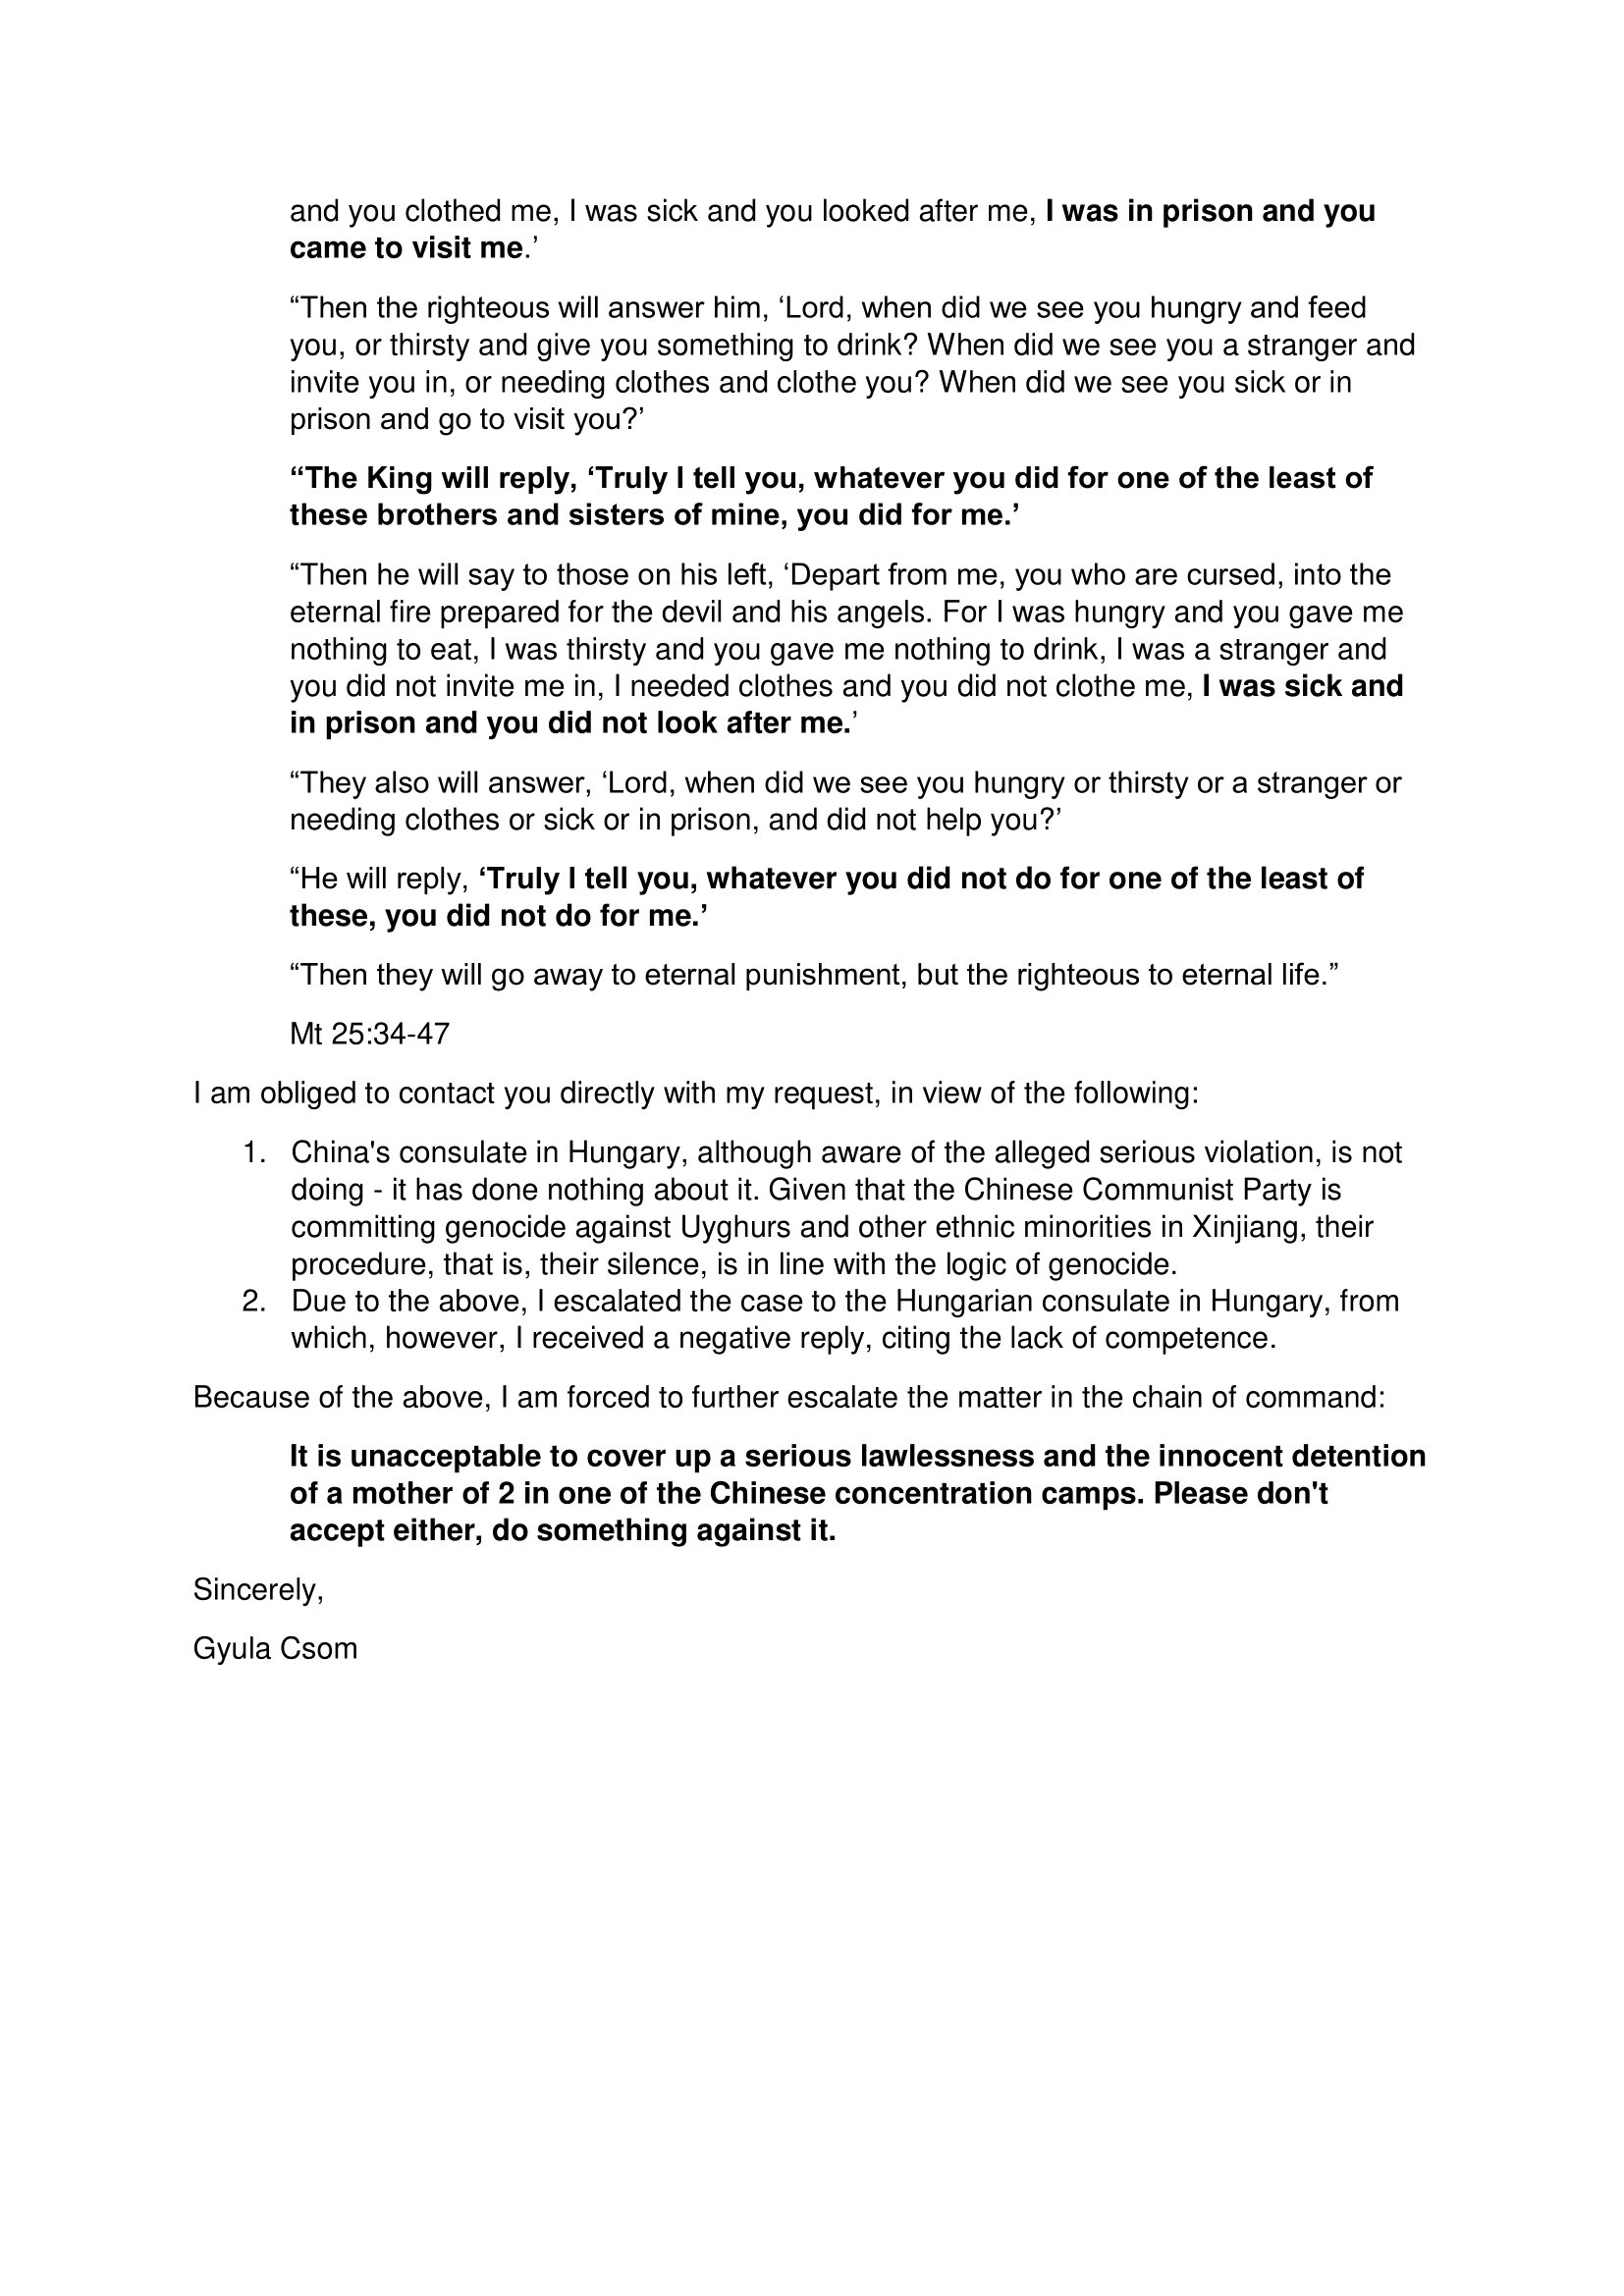 and you clothed me, I was sick and you looked after me, I was in prison and you
came to visit me.’
“Then the righteous will answer him, ‘Lord, when did we see you hungry and feed
you, or thirsty and give you something to drink? When did we see you a stranger and
invite you in, or needing clothes and clothe you? When did we see you sick or in
prison and go to visit you?’
“The King will reply, ‘Truly I tell you, whatever you did for one of the least of
these brothers and sisters of mine, you did for me.’
“Then he will say to those on his left, ‘Depart from me, you who are cursed, into the
eternal fire prepared for the devil and his angels. For I was hungry and you gave me
nothing to eat, I was thirsty and you gave me nothing to drink, I was a stranger and
you did not invite me in, I needed clothes and you did not clothe me, I was sick and
in prison and you did not look after me.’
“They also will answer, ‘Lord, when did we see you hungry or thirsty or a stranger or
needing clothes or sick or in prison, and did not help you?’
“He will reply, ‘Truly I tell you, whatever you did not do for one of the least of
these, you did not do for me.’
“Then they will go away to eternal punishment, but the righteous to eternal life.”
Mt 25:34-47
I am obliged to contact you directly with my request, in view of the following:
1. China's consulate in Hungary, although aware of the alleged serious violation, is not
doing - it has done nothing about it. Given that the Chinese Communist Party is
committing genocide against Uyghurs and other ethnic minorities in Xinjiang, their
procedure, that is, their silence, is in line with the logic of genocide.
2. Due to the above, I escalated the case to the Hungarian consulate in Hungary, from
which, however, I received a negative reply, citing the lack of competence.
Because of the above, I am forced to further escalate the matter in the chain of command:
It is unacceptable to cover up a serious lawlessness and the innocent detention
of a mother of 2 in one of the Chinese concentration camps. Please don't
accept either, do something against it.
Sincerely,
Gyula Csom